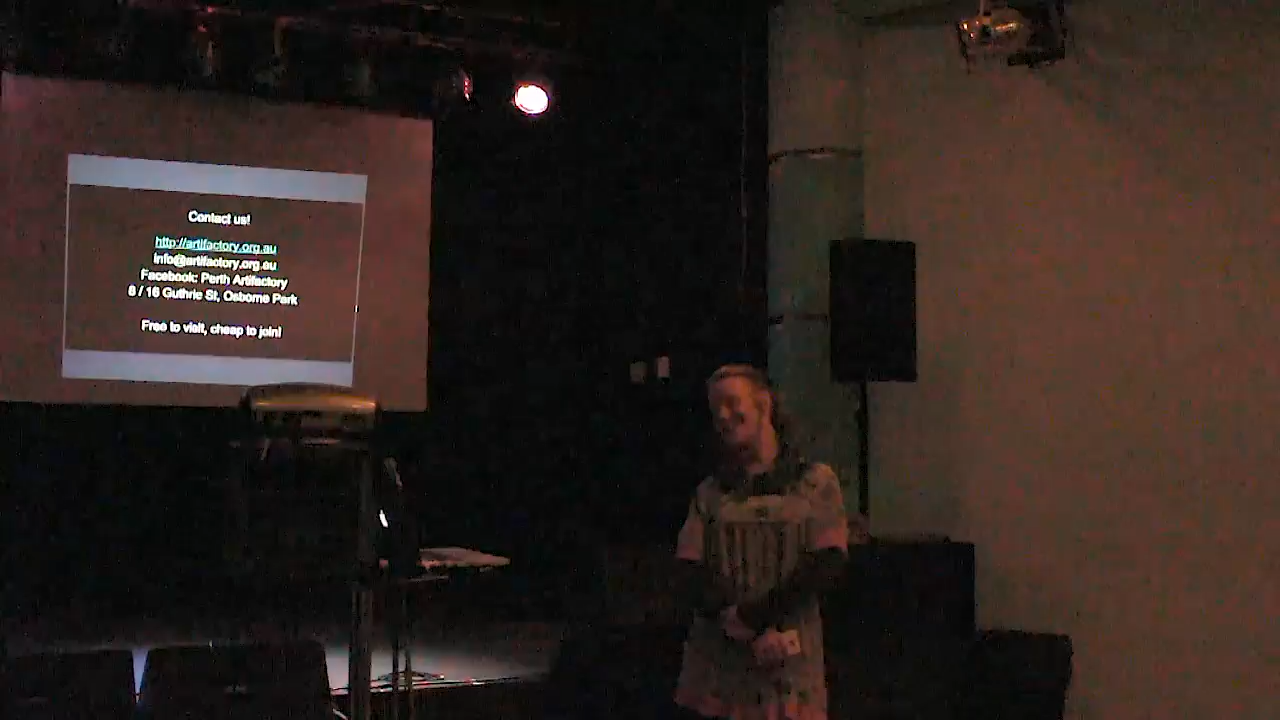 Contact us!
http://artifactory.org.au
info@artifactory.org.au
Facebook: Perth Artifactory
8 / 16 Guthrie St, Osborne Park
Free to visit, cheap to join!